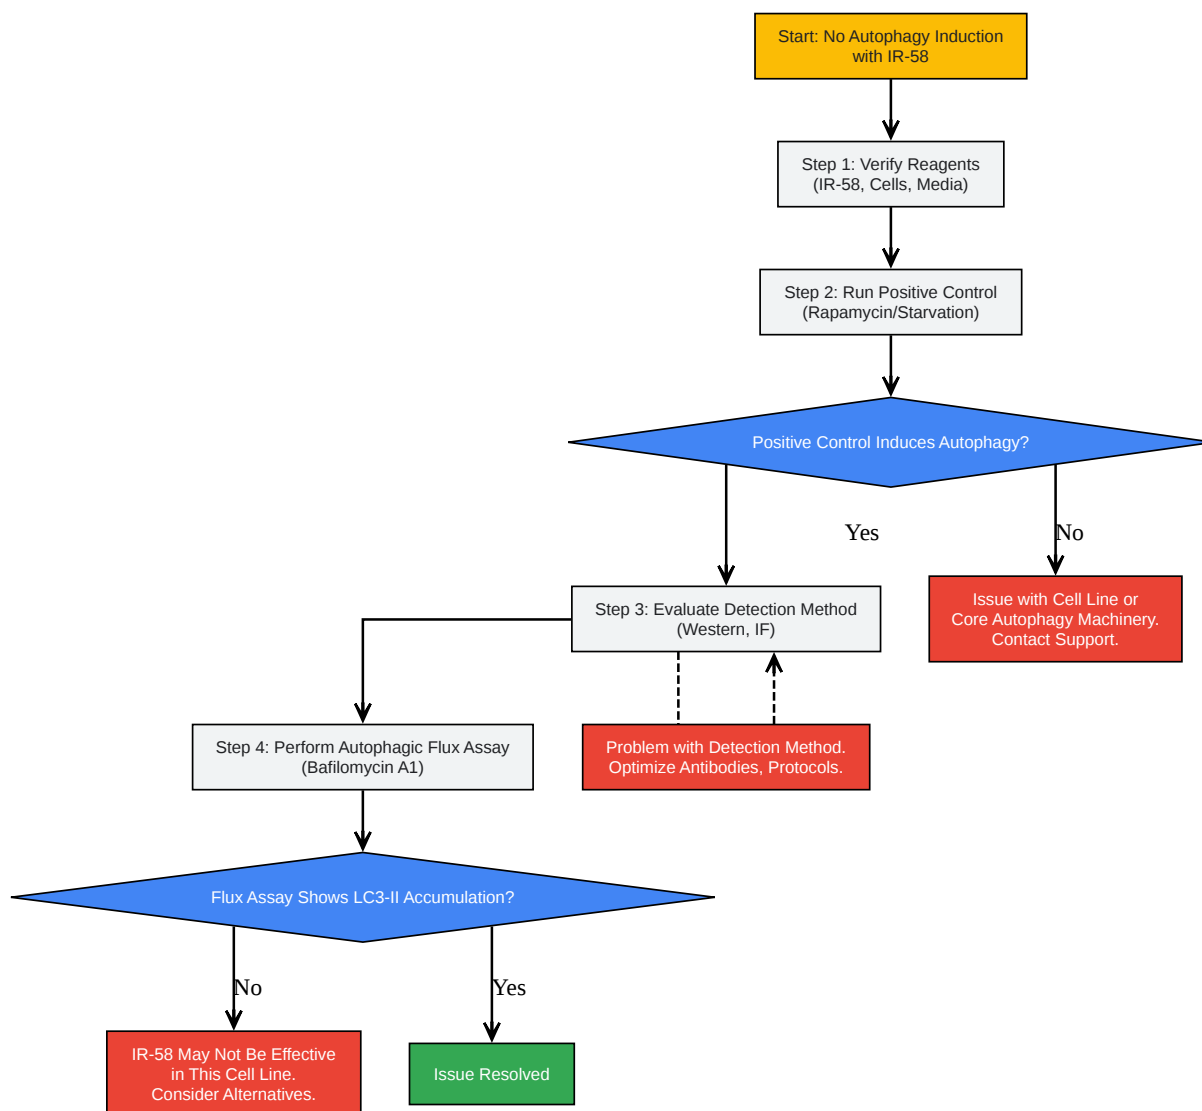 Start: No Autophagy Induction
with IR-58
Step 1: Verify Reagents
(IR-58, Cells, Media)
Step 2: Run Positive Control
(Rapamycin/Starvation)
Positive Control Induces Autophagy?
Yes
No
Step 3: Evaluate Detection Method
(Western, IF)
Issue with Cell Line or
Core Autophagy Machinery.
Contact Support.
Step 4: Perform Autophagic Flux Assay
(Bafilomycin A1)
Problem with Detection Method.
Optimize Antibodies, Protocols.
Flux Assay Shows LC3-II Accumulation?
No
Yes
IR-58 May Not Be Effective
in This Cell Line.
Consider Alternatives.
Issue Resolved